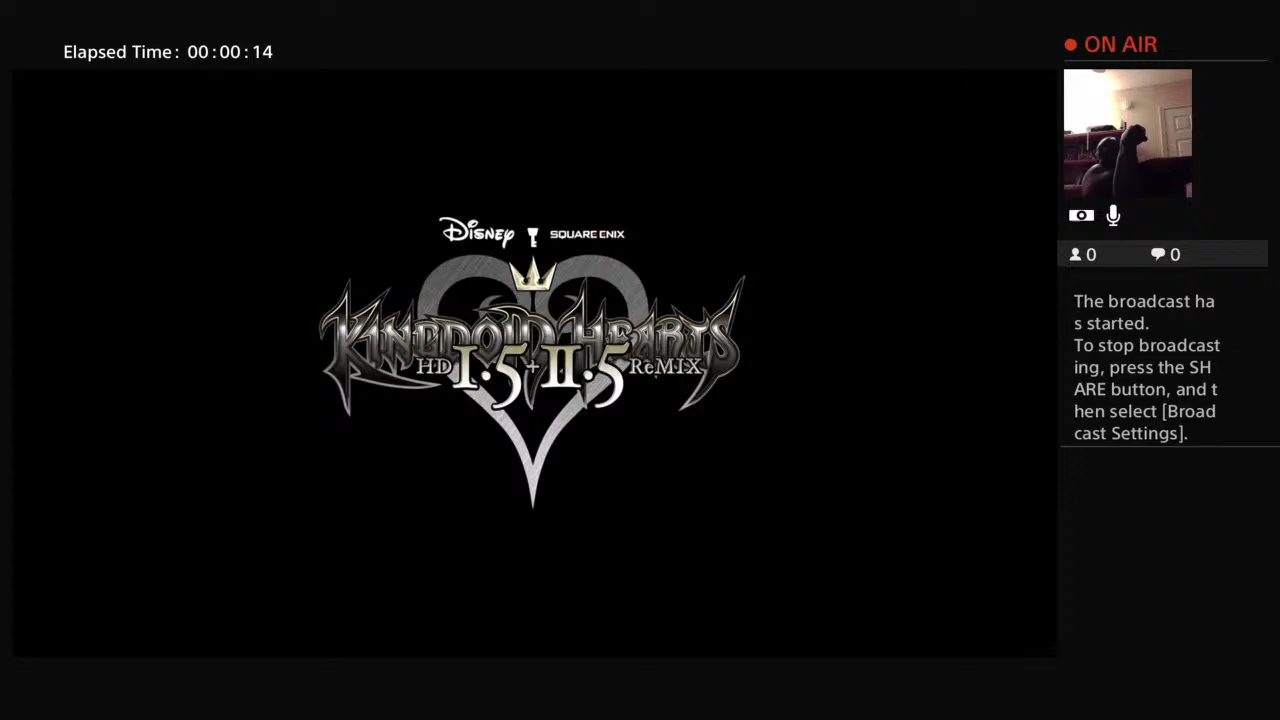 Elapsed Time: 00:00:14
ON AIR
Disney SQUARE ENIX
KINGDOM HEARTS
HD I.5+II.5 ReMIX
0 0
The broadcast ha
s started.
To stop broadcast
ing, press the SH
ARE button, and t
hen select [Broad
cast Settings].